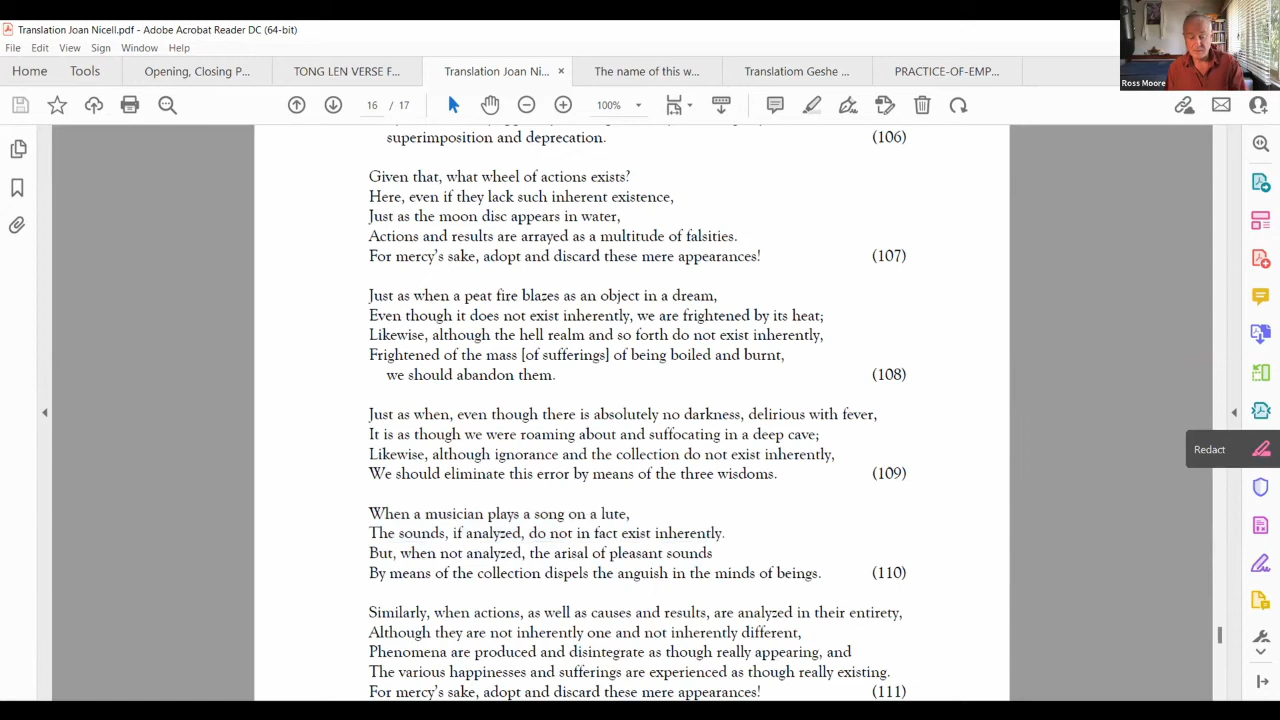 Translation Joan Nicell.pdf - Adobe Acrobat Reader DC (64-bit)
File Edit View Sign Window Help
Home Tools Opening, Closing P... TONG LEN VERSE F... Translation Joan Ni... × The name of this w... Translatiom Geshe ... PRACTICE-OF-EMP...
Ross Moore
16 / 17 100%
superimposition and deprecation. (106)
Given that, what wheel of actions exists?
Here, even if they lack such inherent existence,
Just as the moon disc appears in water,
Actions and results are arrayed as a multitude of falsities.
For mercy's sake, adopt and discard these mere appearances! (107)
Just as when a peat fire blazes as an object in a dream,
Even though it does not exist inherently, we are frightened by its heat;
Likewise, although the hell realm and so forth do not exist inherently,
Frightened of the mass [of sufferings] of being boiled and burnt,
we should abandon them. (108)
Just as when, even though there is absolutely no darkness, delirious with fever,
It is as though we were roaming about and suffocating in a deep cave;
Likewise, although ignorance and the collection do not exist inherently,
We should eliminate this error by means of the three wisdoms. (109)
Redact
When a musician plays a song on a lute,
The sounds, if analyzed, do not in fact exist inherently.
But, when not analyzed, the arisal of pleasant sounds
By means of the collection dispels the anguish in the minds of beings. (110)
Similarly, when actions, as well as causes and results, are analyzed in their entirety,
Although they are not inherently one and not inherently different,
Phenomena are produced and disintegrate as though really appearing, and
The various happinesses and sufferings are experienced as though really existing.
For mercy's sake, adopt and discard these mere appearances! (111)